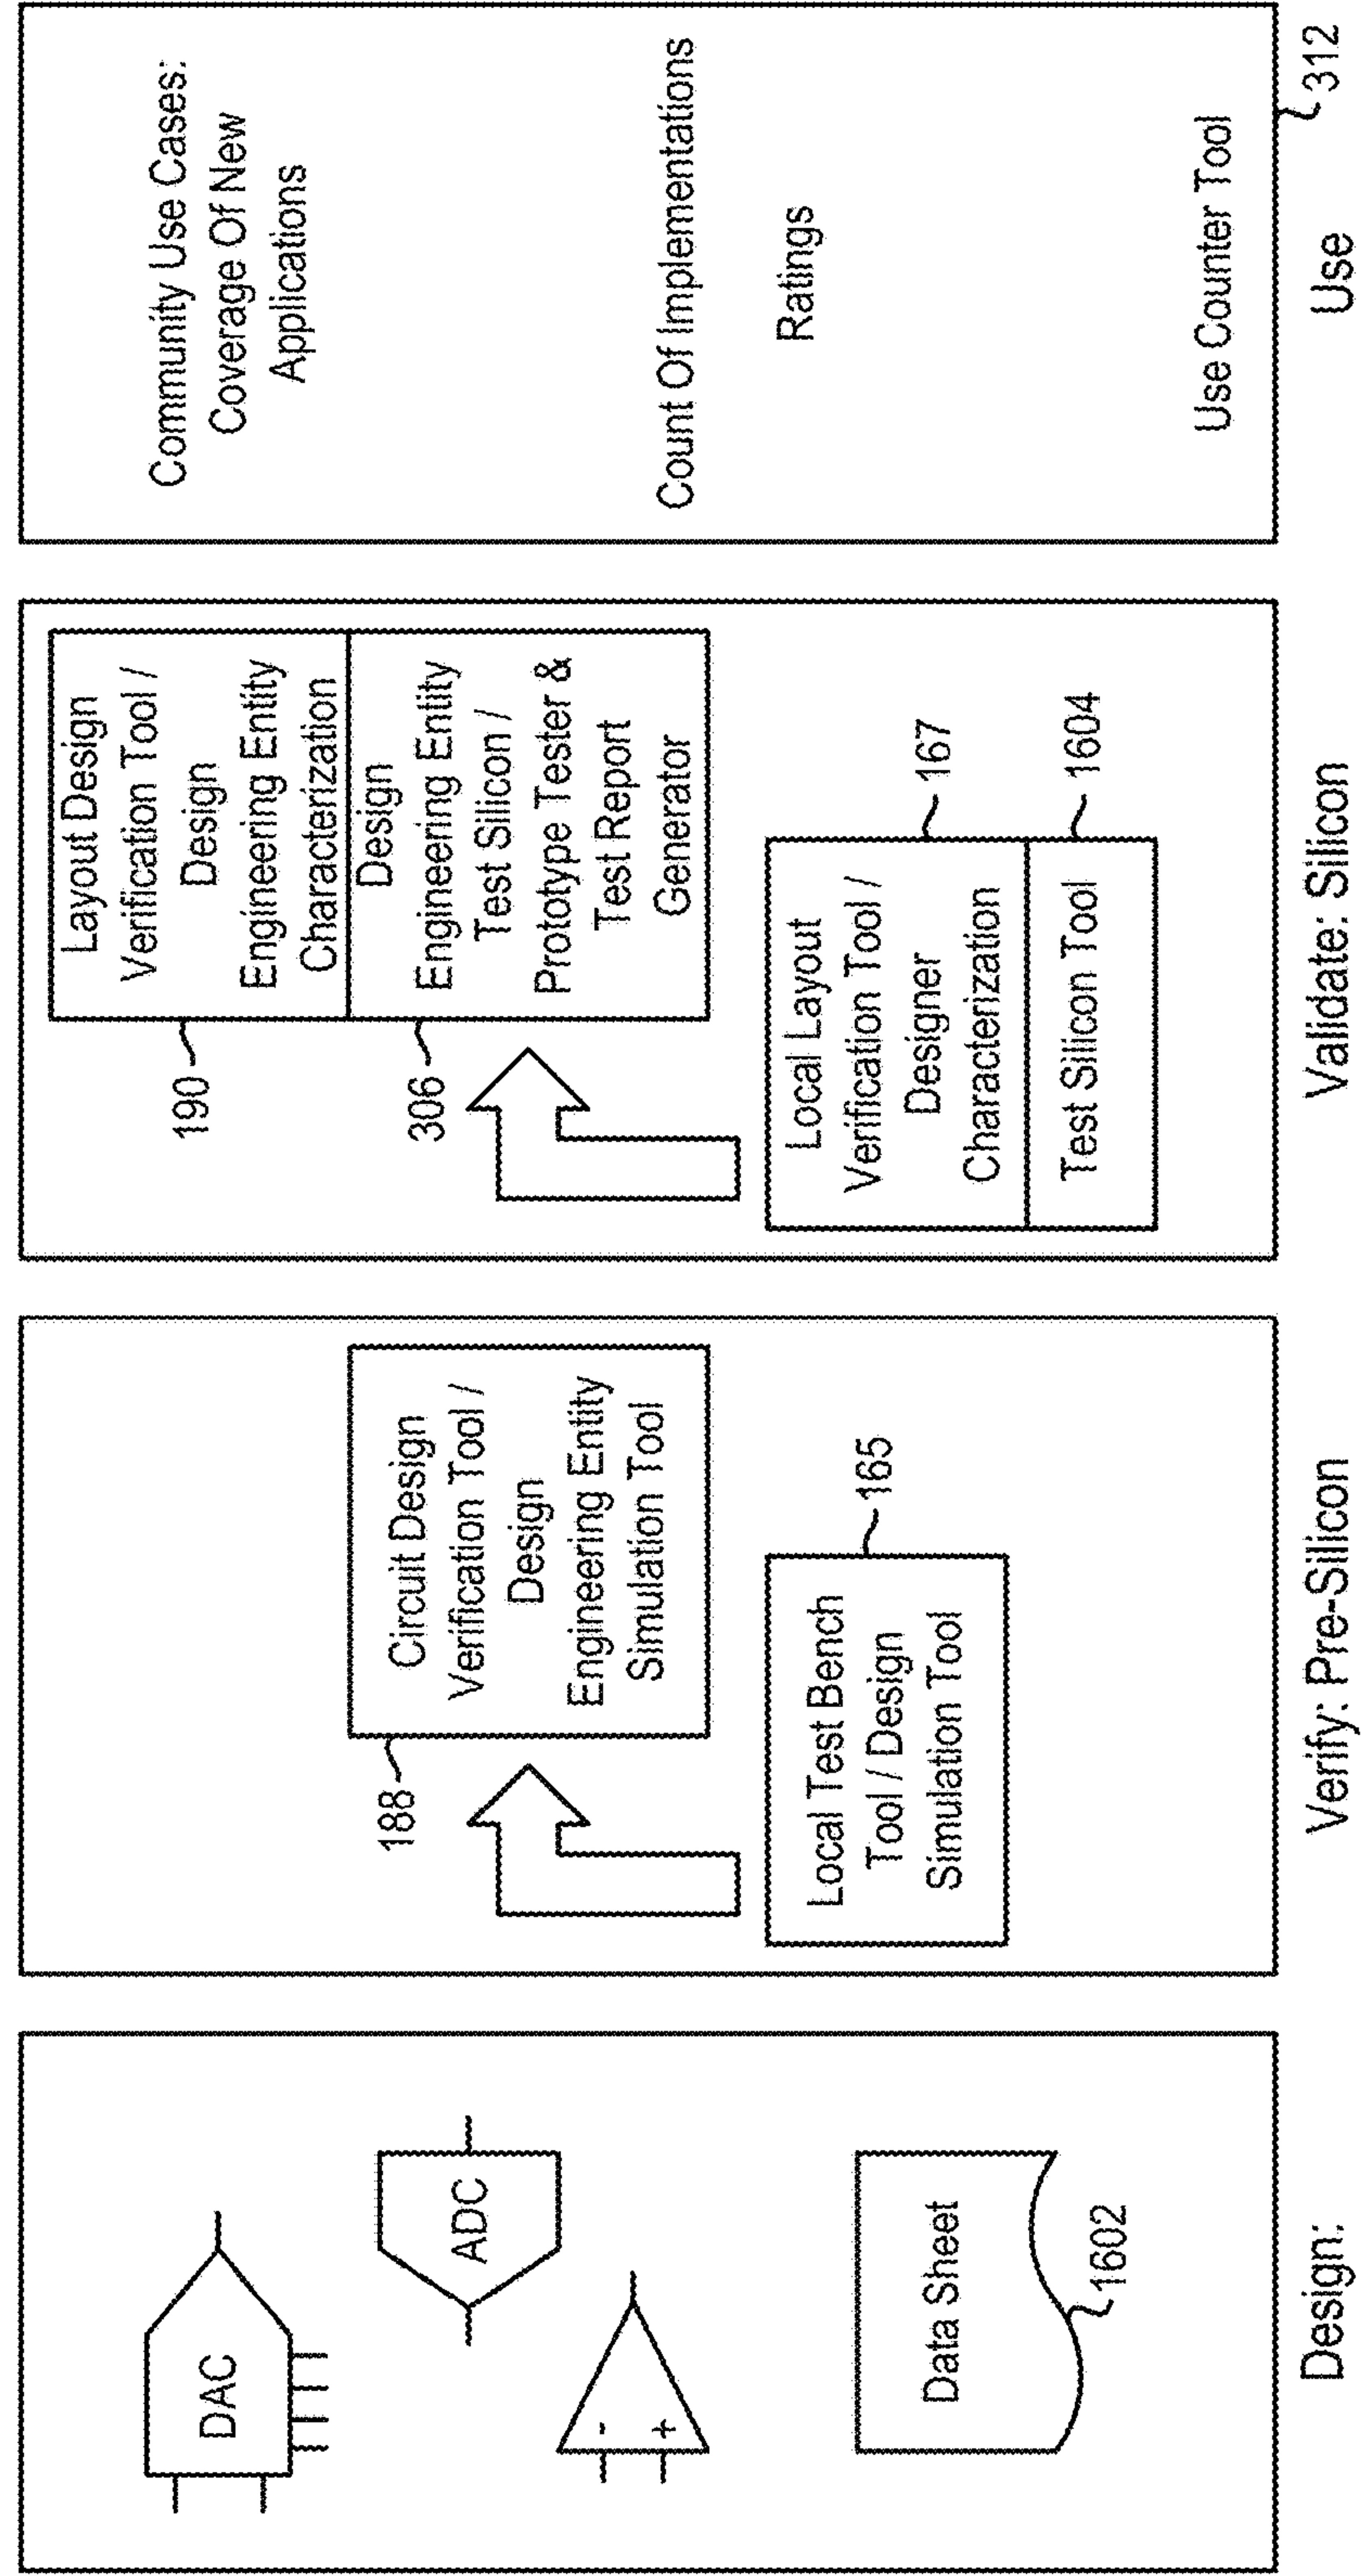 DAC
ADC
-
+
Data Sheet
1602
Design:
188
Circuit Design
Verification Tool /
Design
Engineering Entity
Simulation Tool
Local Test Bench
Tool / Design
Simulation Tool
165
Verify: Pre-Silicon
190
Layout Design
Verification Tool /
Design
Engineering Entity
Characterization
306
Design
Engineering Entity
Test Silicon /
Prototype Tester &
Test Report
Generator
Local Layout
Verification Tool /
Designer
Characterization
167
Test Silicon Tool
1604
Validate: Silicon
Community Use Cases:
Coverage Of New
Applications
Count Of Implementations
Ratings
Use Counter Tool
312
Use